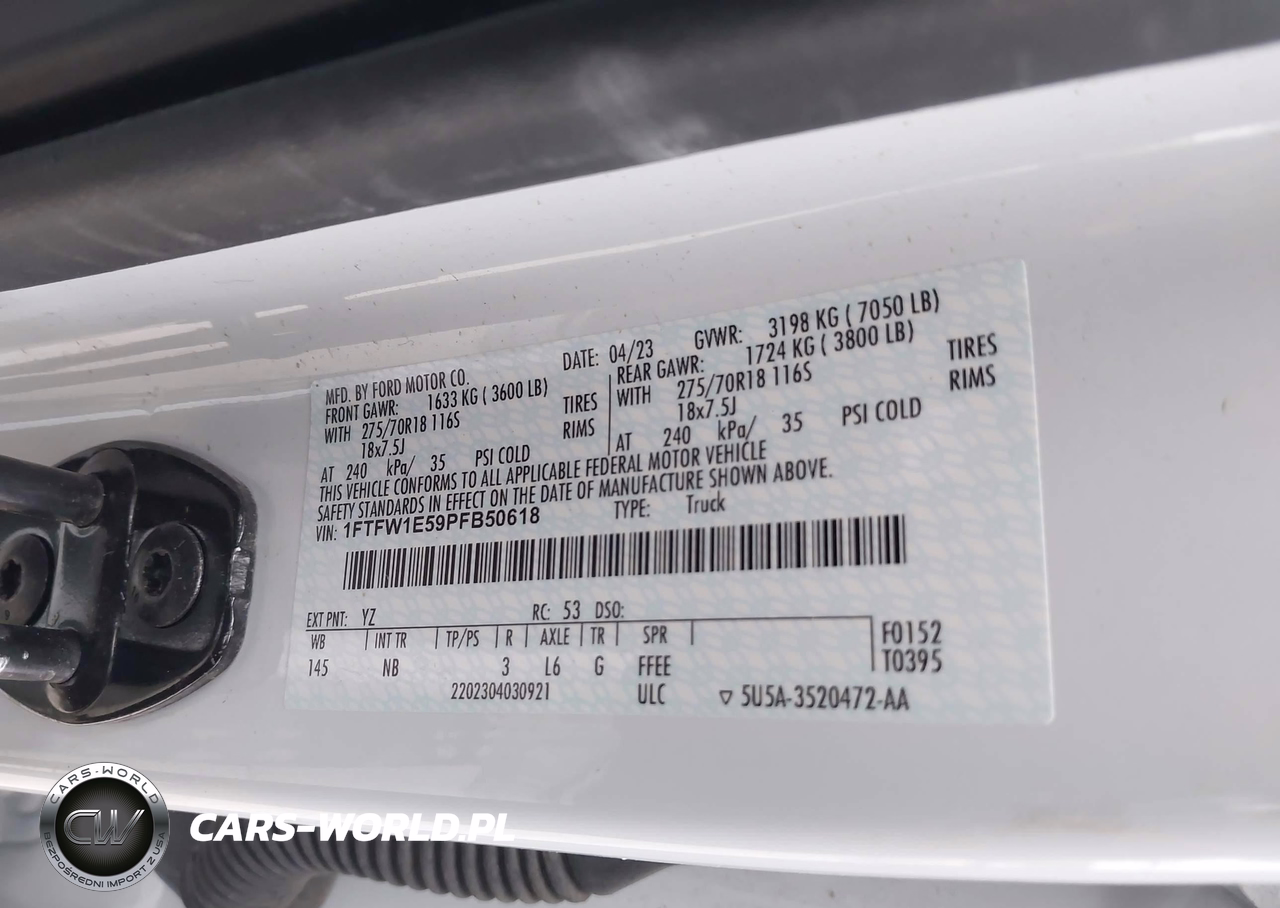 MFD. BY FORD MOTOR CO. DATE: 04/23 GVWR: 3198 KG ( 7050 LB)
FRONT GAWR: 1633 KG ( 3600 LB) REAR GAWR: 1724 KG ( 3800 LB)
WITH 275/70R18 116S TIRES WITH 275/70R18 116S TIRES
18x7.5J RIMS 18x7.5J RIMS
AT 240 kPa/ 35 PSI COLD AT 240 kPa/ 35 PSI COLD
THIS VEHICLE CONFORMS TO ALL APPLICABLE FEDERAL MOTOR VEHICLE
SAFETY STANDARDS IN EFFECT ON THE DATE OF MANUFACTURE SHOWN ABOVE.
VIN: 1FTFW1E59PFB50618 TYPE: Truck
EXT PNT: YZ RC: 53 DSO:
WB INT TR TP/PS R AXLE TR SPR F0152
145 NB 3 L6 G FFEE T0395
2202304030921 ULC ▽ 5U5A-3520472-AA
CARS-WORLD
CW
BEZPOŚREDNI IMPORT Z USA
CARS-WORLD.PL